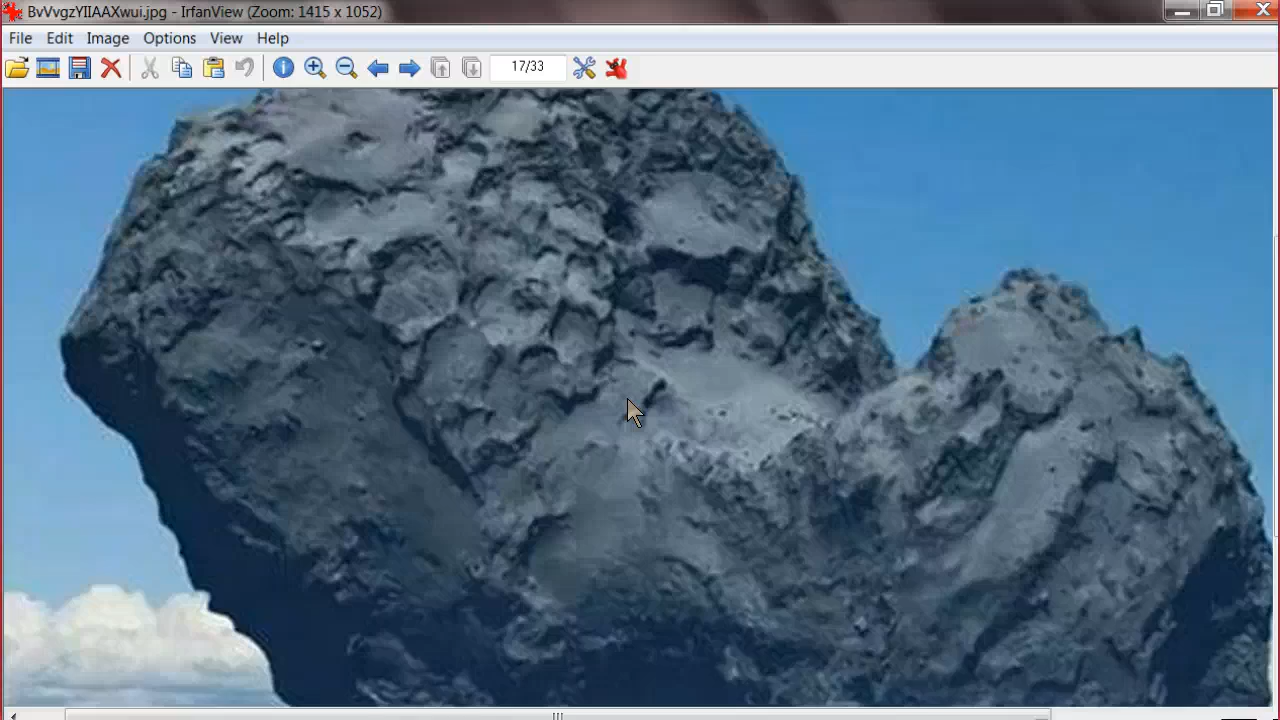 BvVvgzYIIAAXwui.jpg - IrfanView (Zoom: 1415 x 1052)
File Edit Image Options View Help
17/33